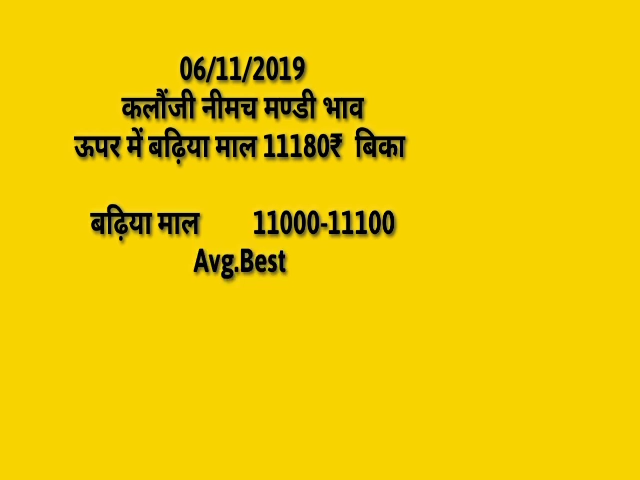 06/11/2019
कलौंजी नीमच मण्डी भाव
ऊपर में बढ़िया माल 11180₹ बिका
बढ़िया माल 11000-11100
Avg.Best